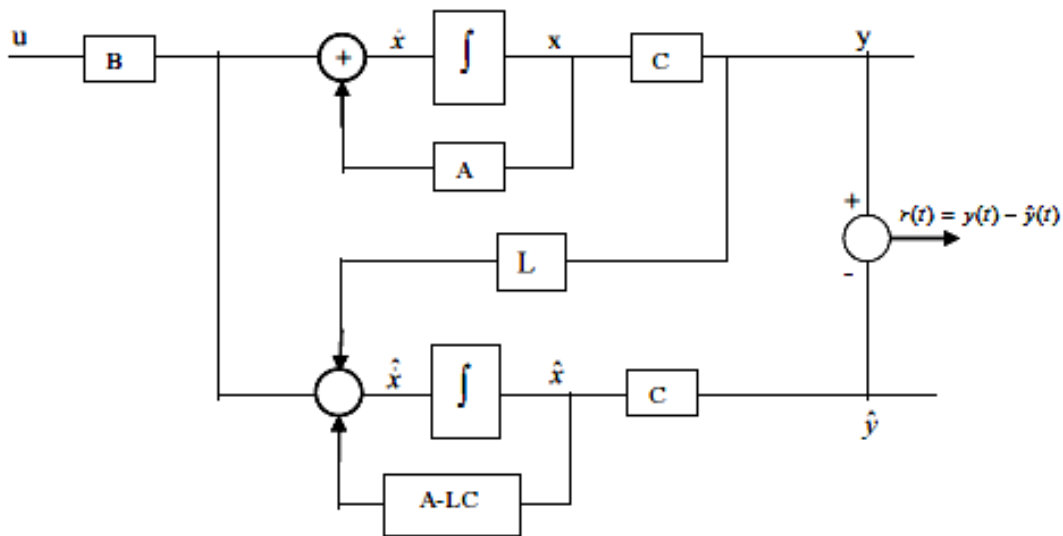 u
B
+
ẋ
∫
x
C
y
A
+
r(t) = y(t) − ŷ(t)
-
L
x̂̇
∫
x̂
C
ŷ
A-LC